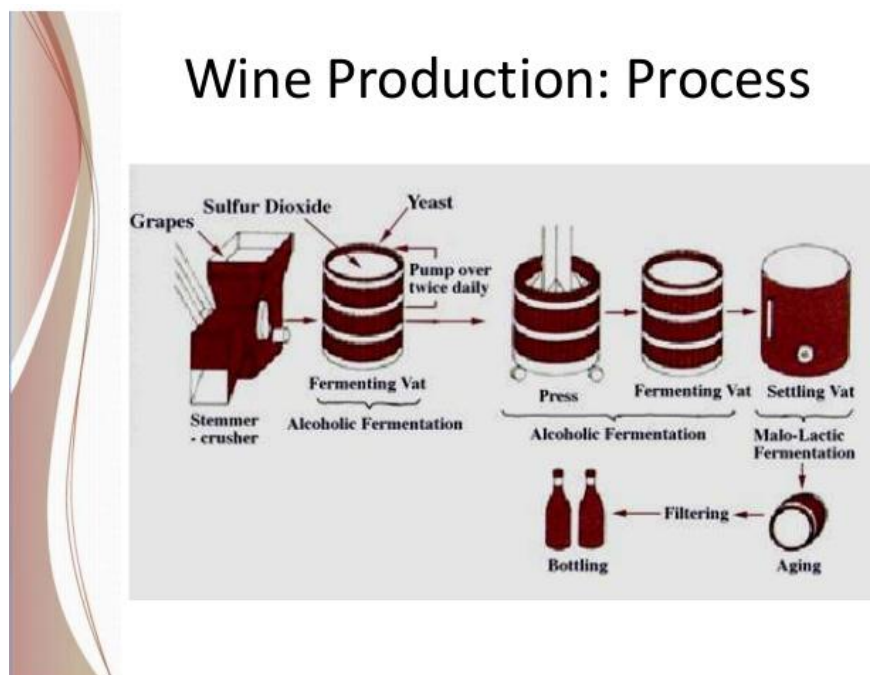 Wine Production: Process
Grapes
Sulfur Dioxide
Yeast
Pump over
twice daily
Fermenting Vat
Alcoholic Fermentation
Stemmer
- crusher
Press
Fermenting Vat
Alcoholic Fermentation
Settling Vat
Malo-Lactic
Fermentation
Aging
Filtering
Bottling